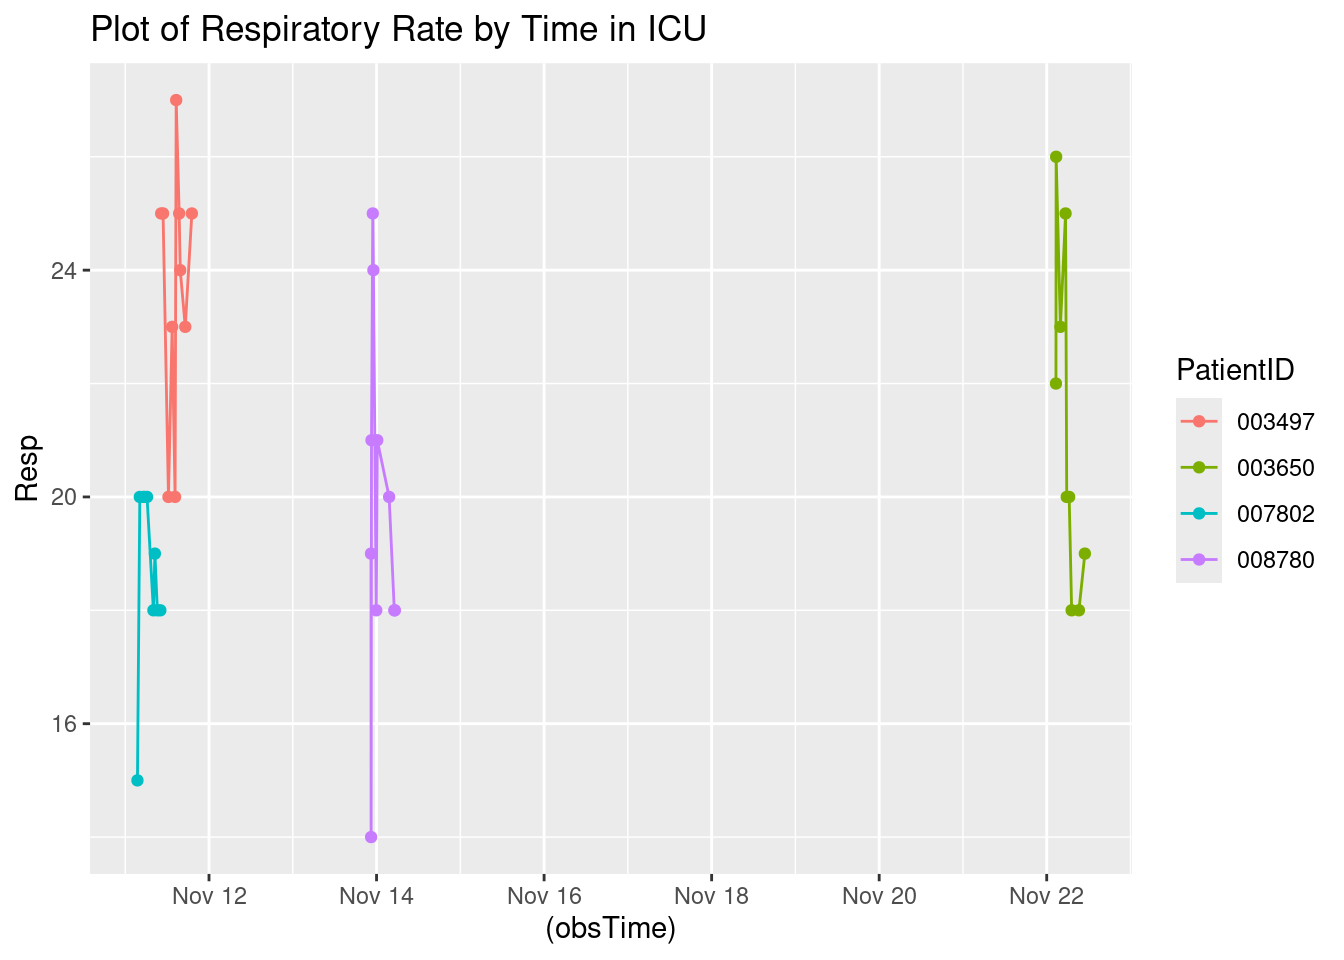 Plot of Respiratory Rate by Time in ICU
Resp
24
20
16
Nov 12
Nov 14
Nov 16
Nov 18
Nov 20
Nov 22
(obsTime)
PatientID
003497
003650
007802
008780